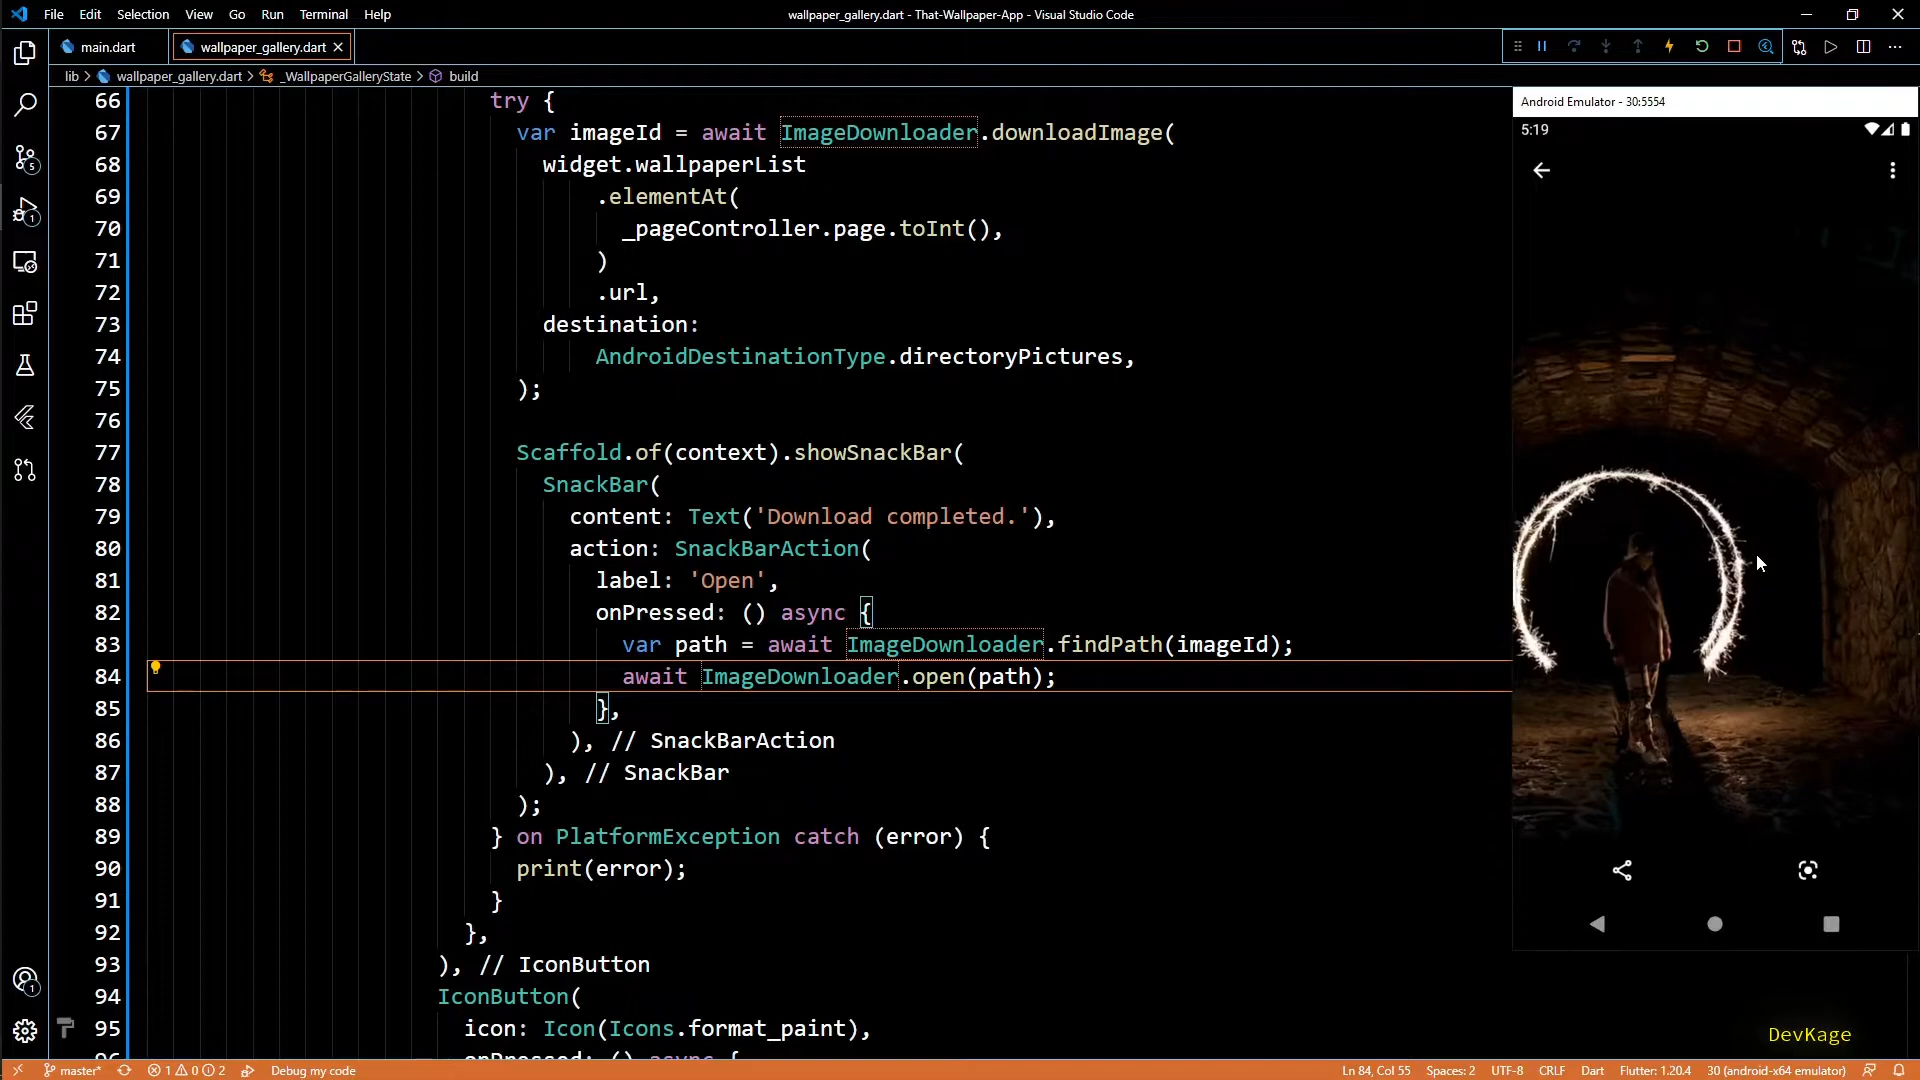 File Edit Selection View Go Run Terminal Help
wallpaper_gallery.dart - That-Wallpaper-App - Visual Studio Code
main.dart
wallpaper_gallery.dart
lib > wallpaper_gallery.dart > _WallpaperGalleryState > build
66 try {
67 var imageId = await ImageDownloader.downloadImage(
68 widget.wallpaperList
69 .elementAt(
70 _pageController.page.toInt(),
71 )
72 .url,
73 destination:
74 AndroidDestinationType.directoryPictures,
75 );
76
77 Scaffold.of(context).showSnackBar(
78 SnackBar(
79 content: Text('Download completed.'),
80 action: SnackBarAction(
81 label: 'Open',
82 onPressed: () async {
83 var path = await ImageDownloader.findPath(imageId);
84 await ImageDownloader.open(path);
85 },
86 ), // SnackBarAction
87 ), // SnackBar
88 );
89 } on PlatformException catch (error) {
90 print(error);
91 }
92 },
93 ), // IconButton
94 IconButton(
95 icon: Icon(Icons.format_paint),
96 onPressed: () async {
Android Emulator - 30:5554
5:19
5
1
1
DevKage
master* 1 0 2 Debug my code
Ln 84, Col 55 Spaces: 2 UTF-8 CRLF Dart Flutter: 1.20.4 30 (android-x64 emulator)